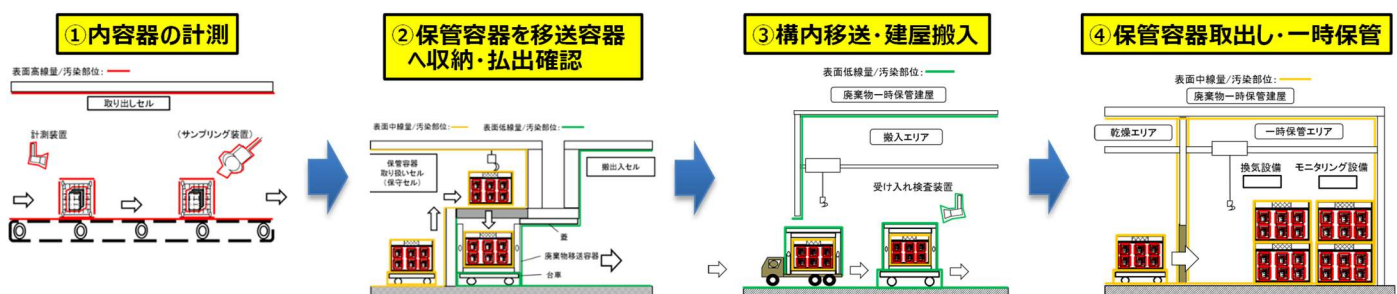 ①内容器の計測
表面高線量/汚染部位:
取り出しセル
計測装置
(サンプリング装置)
②保管容器を移送容器
へ収納・払出確認
表面中線量/汚染部位:
表面低線量/汚染部位:
保管容器
取り扱いセル
(保守セル)
搬出入セル
蓋
廃棄物移送容器
台車
③構内移送・建屋搬入
表面低線量/汚染部位:
廃棄物一時保管建屋
搬入エリア
受け入れ検査装置
④保管容器取出し・一時保管
表面中線量/汚染部位:
廃棄物一時保管建屋
乾燥エリア
一時保管エリア
換気設備
モニタリング設備